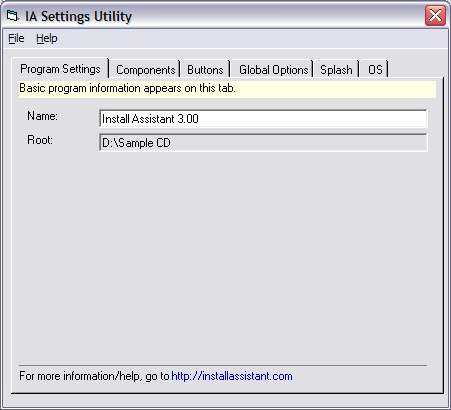 IA Settings Utility
File Help
Program Settings Components Buttons Global Options Splash OS
Basic program information appears on this tab.
Name: Install Assistant 3.00
Root: D:\Sample CD
For more information/help, go to http://installassistant.com